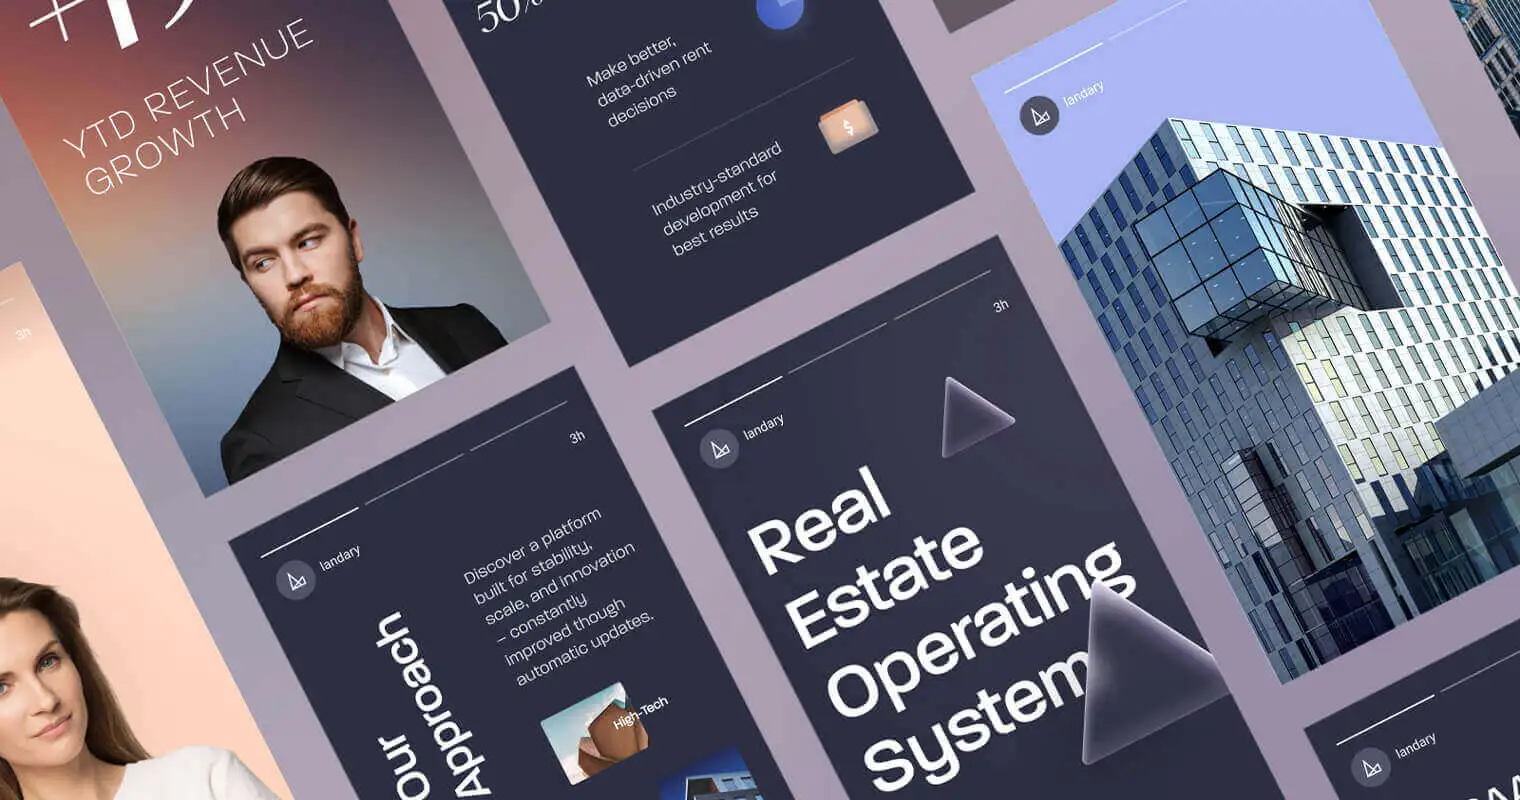 YTD REVENUE
GROWTH
3h
50%
Make better,
data-driven rent
decisions
Industry-standard
development for
best results
landary
3h
landary
Our
Approach
Discover a platform
built for stability,
scale, and innovation
– constantly
improved though
automatic updates.
High-Tech
3h
landary
Real
Estate
Operating
System
landary